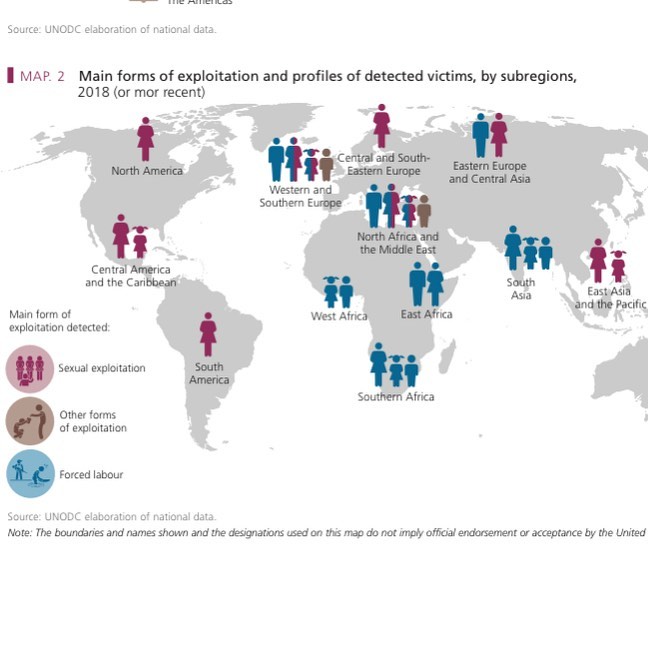 The Americas
Source: UNODC elaboration of national data.
MAP. 2 Main forms of exploitation and profiles of detected victims, by subregions,
2018 (or mor recent)
North America
Central and South-
Eastern Europe
Eastern Europe
and Central Asia
Western and
Southern Europe
North Africa and
the Middle East
Central America
and the Caribbean
South
Asia
East Asia
and the Pacific
West Africa
East Africa
Main form of
exploitation detected:
Sexual exploitation
South
America
Southern Africa
Other forms
of exploitation
Forced labour
Source: UNODC elaboration of national data.
Note: The boundaries and names shown and the designations used on this map do not imply official endorsement or acceptance by the United